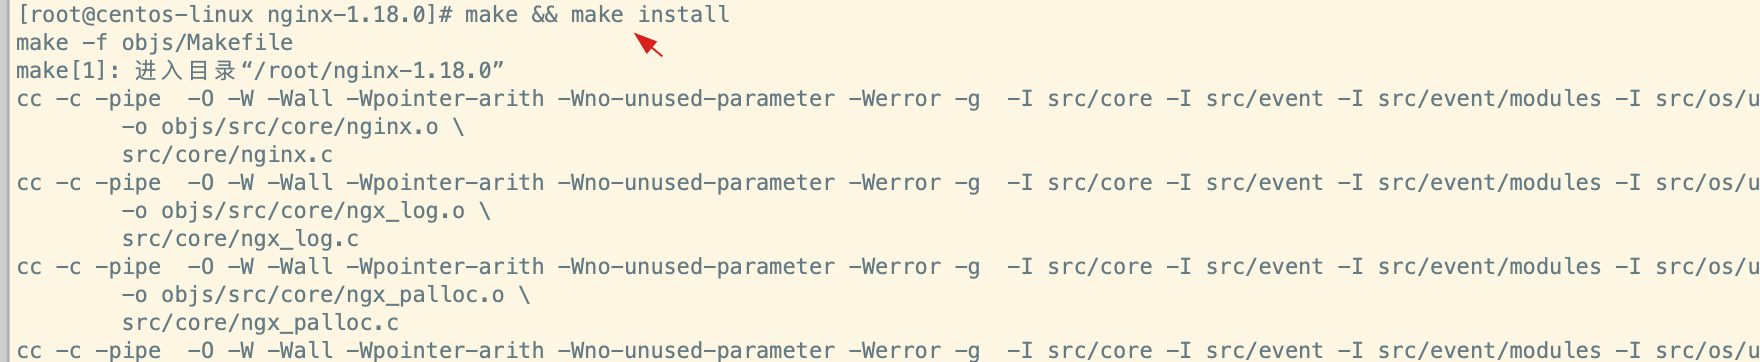 [root@centos-linux nginx-1.18.0]# make && make install
make -f objs/Makefile
make[1]: 进入目录“/root/nginx-1.18.0”
cc -c -pipe  -O -W -Wall -Wpointer-arith -Wno-unused-parameter -Werror -g  -I src/core -I src/event -I src/event/modules -I src/os/u
        -o objs/src/core/nginx.o \
        src/core/nginx.c
cc -c -pipe  -O -W -Wall -Wpointer-arith -Wno-unused-parameter -Werror -g  -I src/core -I src/event -I src/event/modules -I src/os/u
        -o objs/src/core/ngx_log.o \
        src/core/ngx_log.c
cc -c -pipe  -O -W -Wall -Wpointer-arith -Wno-unused-parameter -Werror -g  -I src/core -I src/event -I src/event/modules -I src/os/u
        -o objs/src/core/ngx_palloc.o \
        src/core/ngx_palloc.c
cc -c -pipe  -O -W -Wall -Wpointer-arith -Wno-unused-parameter -Werror -g  -I src/core -I src/event -I src/event/modules -I src/os/u